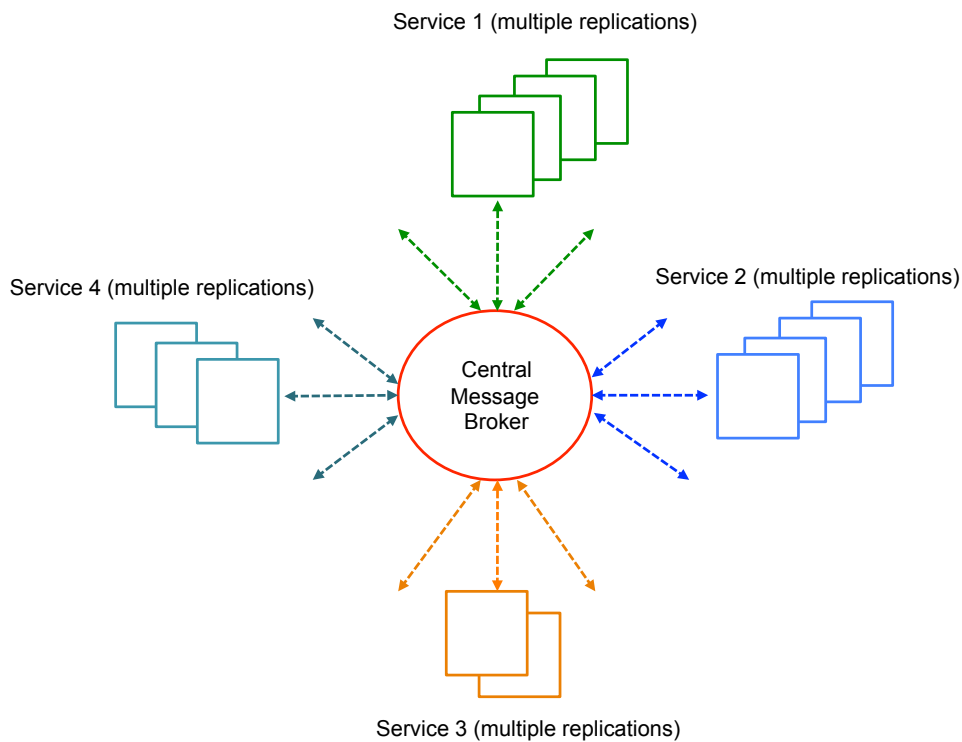 Service 1 (multiple replications)
Service 4 (multiple replications)
Service 2 (multiple replications)
Central
Message
Broker
Service 3 (multiple replications)